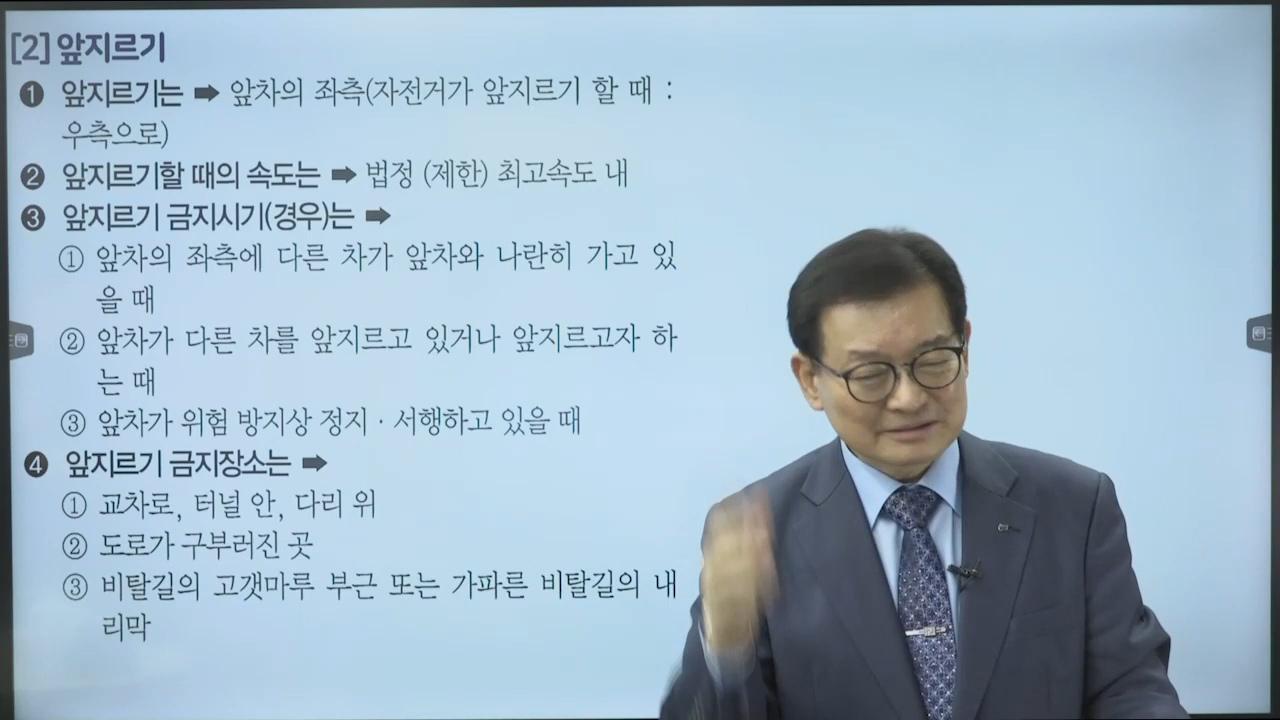 [2] 앞지르기
❶ 앞지르기는 ➡ 앞차의 좌측(자전거가 앞지르기 할 때 :
우측으로)
❷ 앞지르기할 때의 속도는 ➡ 법정 (제한) 최고속도 내
❸ 앞지르기 금지시기(경우)는 ➡
① 앞차의 좌측에 다른 차가 앞차와 나란히 가고 있
을 때
② 앞차가 다른 차를 앞지르고 있거나 앞지르고자 하
는 때
③ 앞차가 위험 방지상 정지 · 서행하고 있을 때
❹ 앞지르기 금지장소는 ➡
① 교차로, 터널 안, 다리 위
② 도로가 구부러진 곳
③ 비탈길의 고갯마루 부근 또는 가파른 비탈길의 내
리막